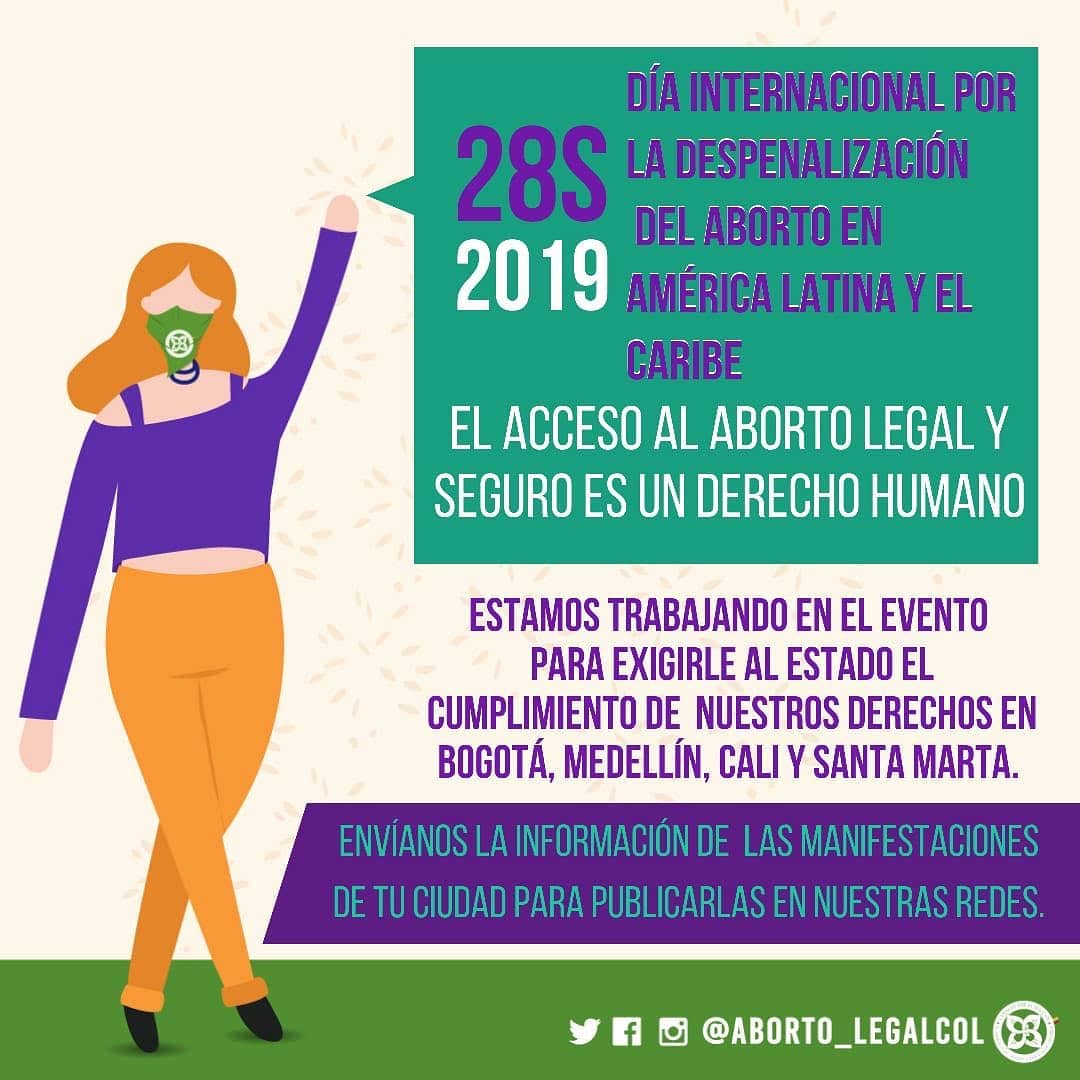 28S
2019
DÍA INTERNACIONAL POR
LA DESPENALIZACIÓN
DEL ABORTO EN
AMÉRICA LATINA Y EL
CARIBE
EL ACCESO AL ABORTO LEGAL Y
SEGURO ES UN DERECHO HUMANO
ESTAMOS TRABAJANDO EN EL EVENTO
PARA EXIGIRLE AL ESTADO EL
CUMPLIMIENTO DE NUESTROS DERECHOS EN
BOGOTÁ, MEDELLÍN, CALI Y SANTA MARTA.
ENVÍANOS LA INFORMACIÓN DE LAS MANIFESTACIONES
DE TU CIUDAD PARA PUBLICARLAS EN NUESTRAS REDES.
@ABORTO_LEGALCOL